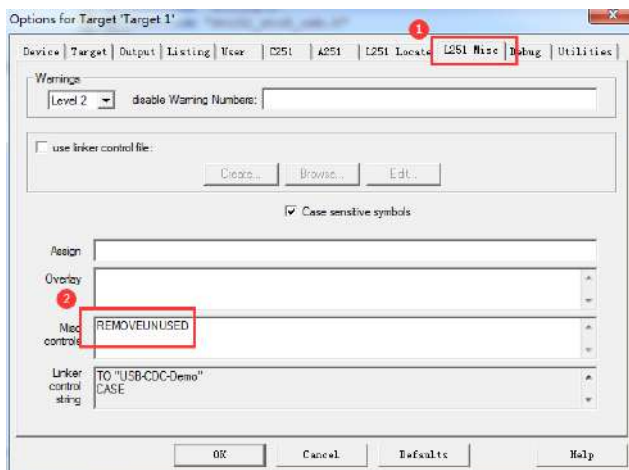 Options for Target 'Target 1'
1
Device Target Output Listing User C251 A251 L251 Locate L251 Misc Debug Utilities
Warnings
Level 2 disable Warning Numbers:
use linker control file:
Create... Browse... Edit...
Case sensitive symbols
Assign
Overlay
2
Misc controls REMOVEUNUSED
Linker control string TO "USB-CDC-Demo"
CASE
OK Cancel Defaults Help